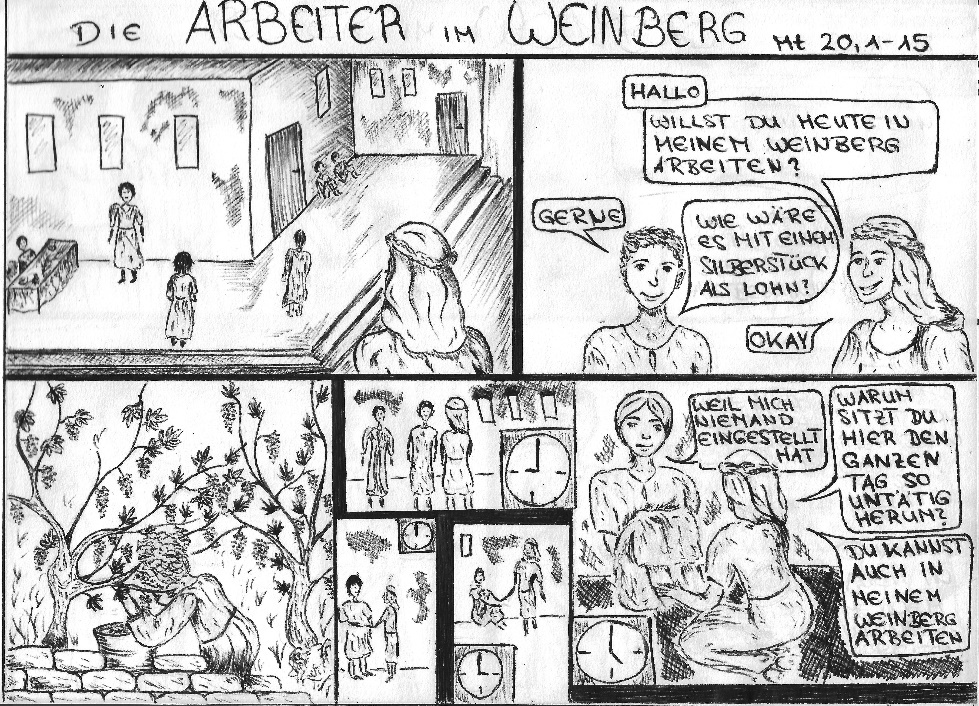 DIE ARBEITER IM WEINBERG Mt 20,1-15
HALLO
WILLST DU HEUTE IN
MEINEM WEINBERG
ARBEITEN?
GERNE
WIE WÄRE
ES MIT EINEM
SILBERSTÜCK
ALS LOHN?
OKAY
WARUM
SITZT DU
HIER DEN
GANZEN
TAG SO
UNTÄTIG
HERUM?
WEIL MICH
NIEMAND
EINGESTELLT
HAT
DU KANNST
AUCH IN
MEINEM
WEINBERG
ARBEITEN